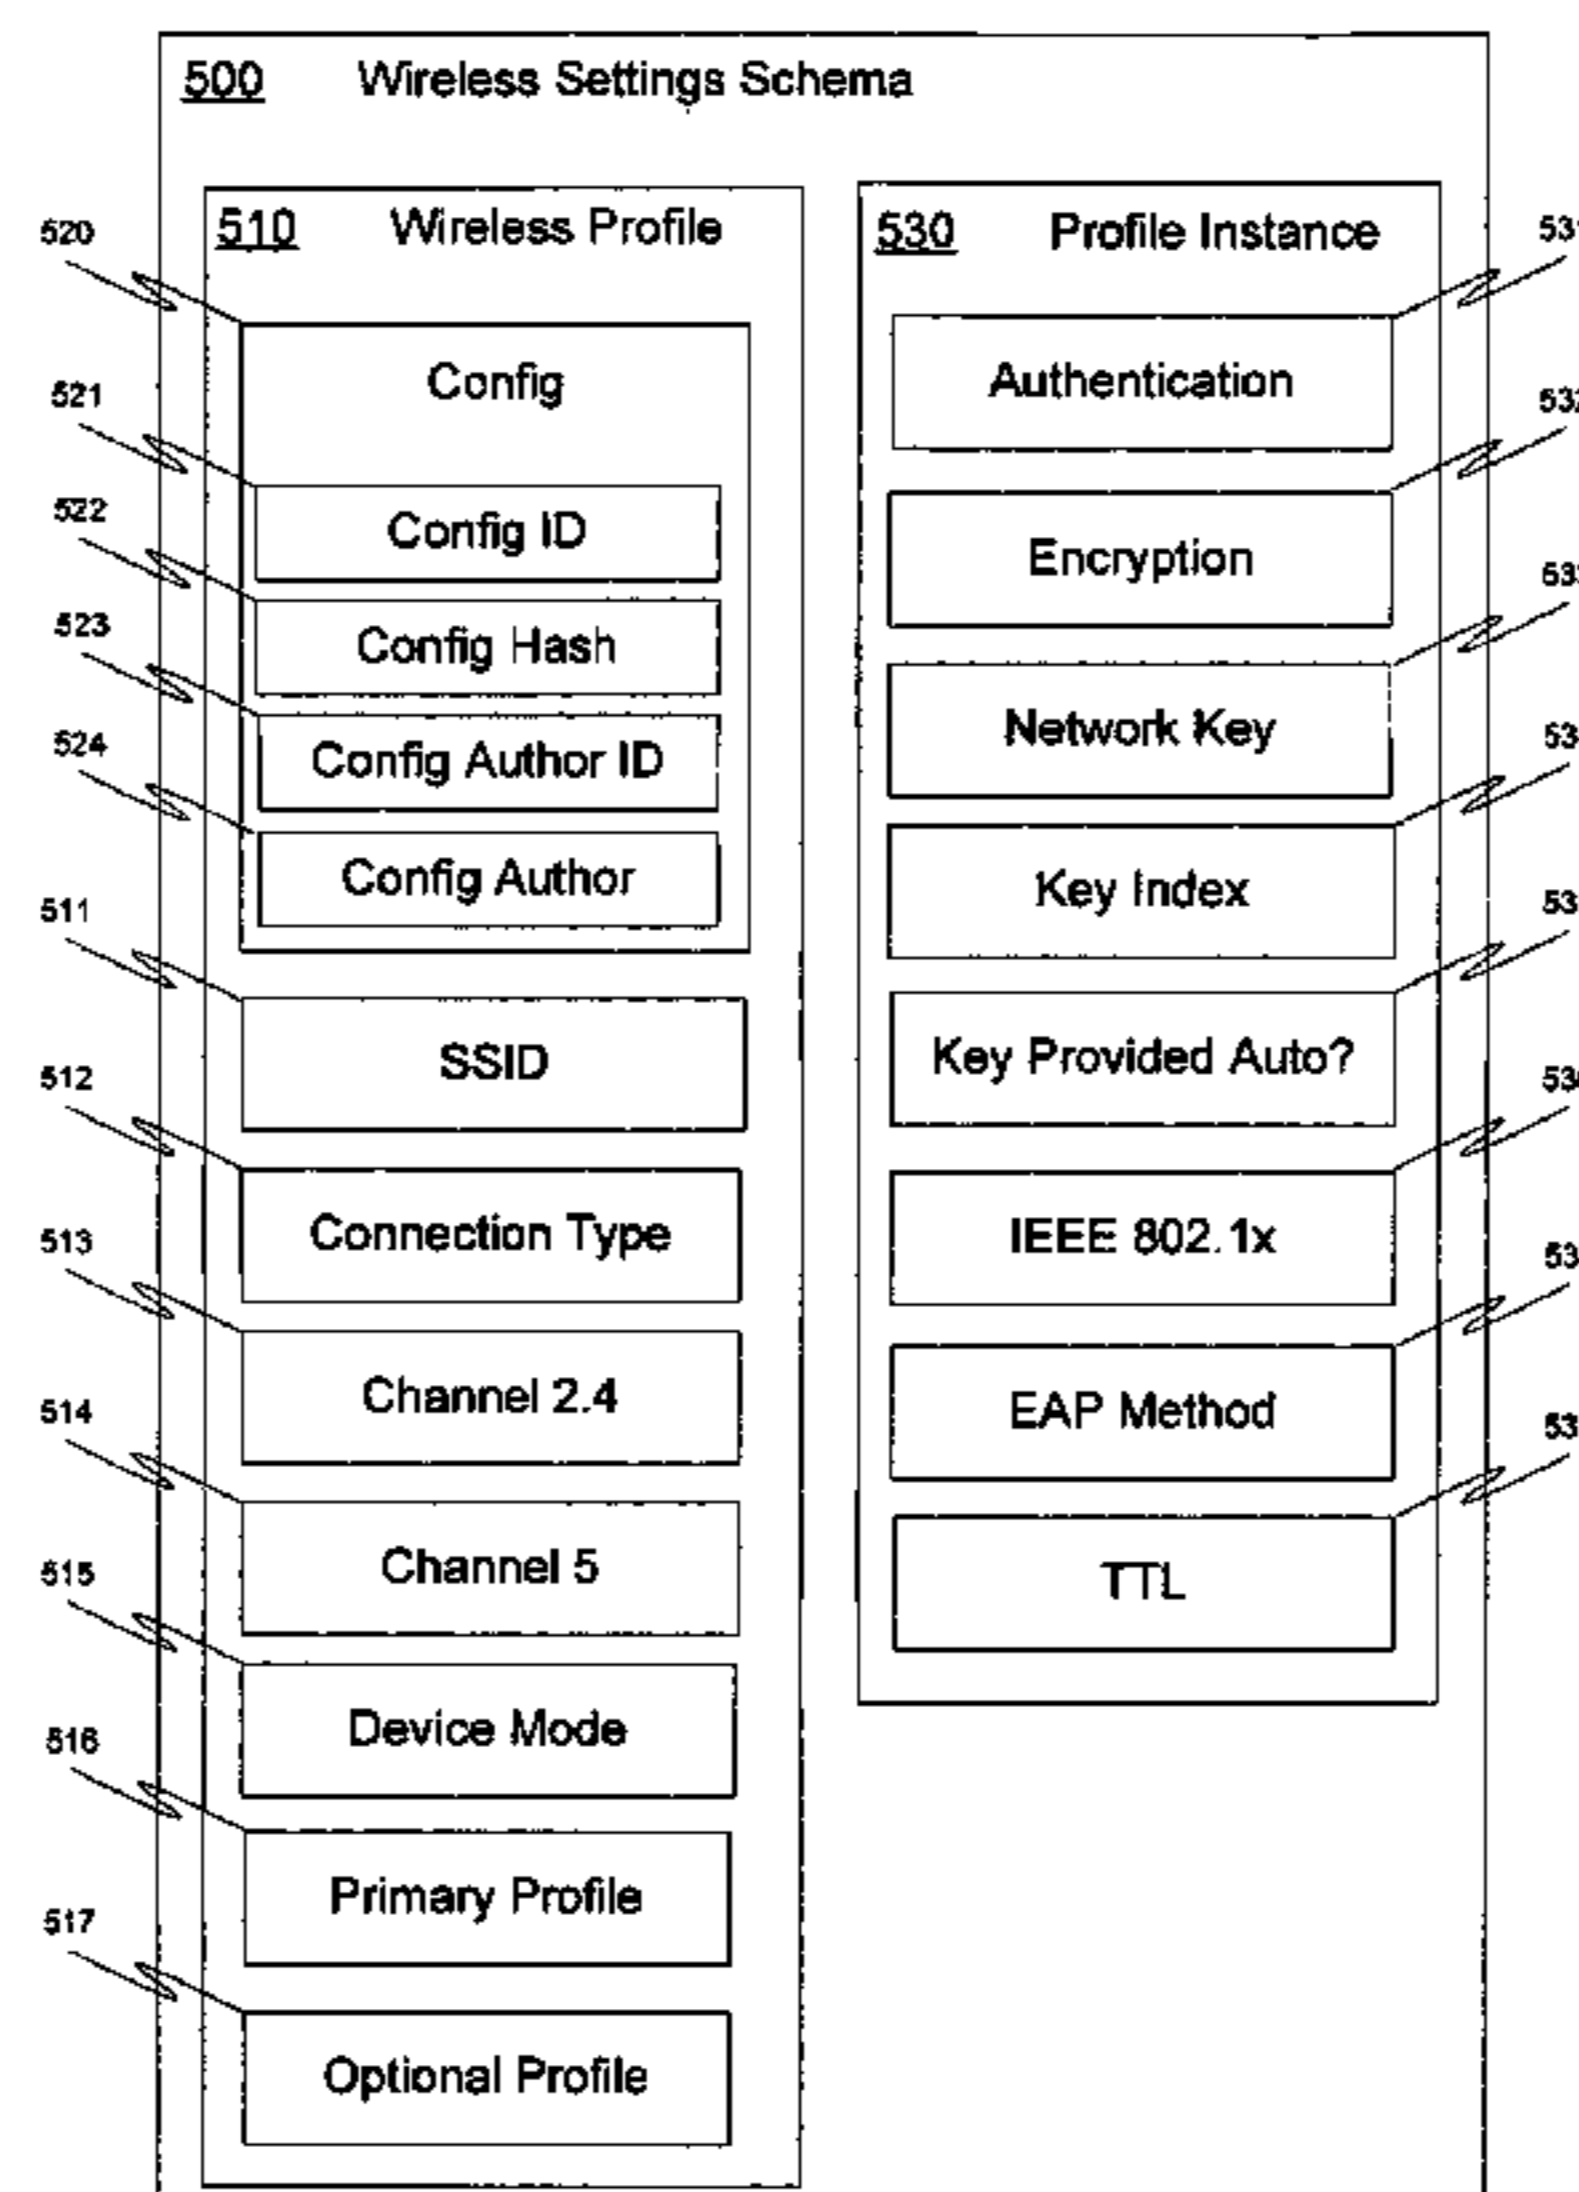 500 Wireless Settings Schema
510 Wireless Profile
520
Config
521
Config ID
522
Config Hash
523
Config Author ID
524
Config Author
511
SSID
512
Connection Type
513
Channel 2.4
514
Channel 5
515
Device Mode
516
Primary Profile
517
Optional Profile
530 Profile Instance
Authentication
Encryption
Network Key
Key Index
Key Provided Auto?
IEEE 802.1x
EAP Method
TTL